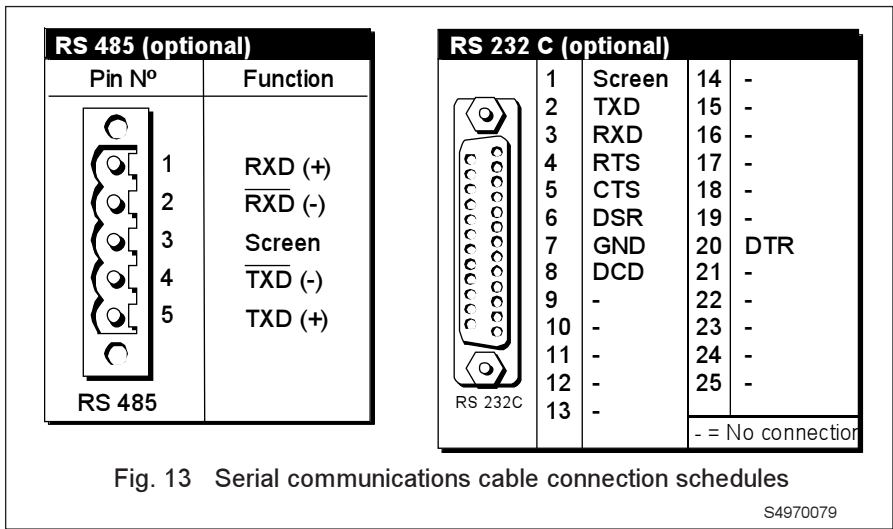 RS 485 (optional)
Pin Nº Function
1 RXD (+)
2 RXD (-)
3 Screen
4 TXD (-)
5 TXD (+)
RS 485
RS 232 C (optional)
1 Screen 14 -
2 TXD 15 -
3 RXD 16 -
4 RTS 17 -
5 CTS 18 -
6 DSR 19 -
7 GND 20 DTR
8 DCD 21 -
9 - 22 -
10 - 23 -
11 - 24 -
12 - 25 -
13 -
RS 232C
- = No connection
Fig. 13 Serial communications cable connection schedules
S4970079